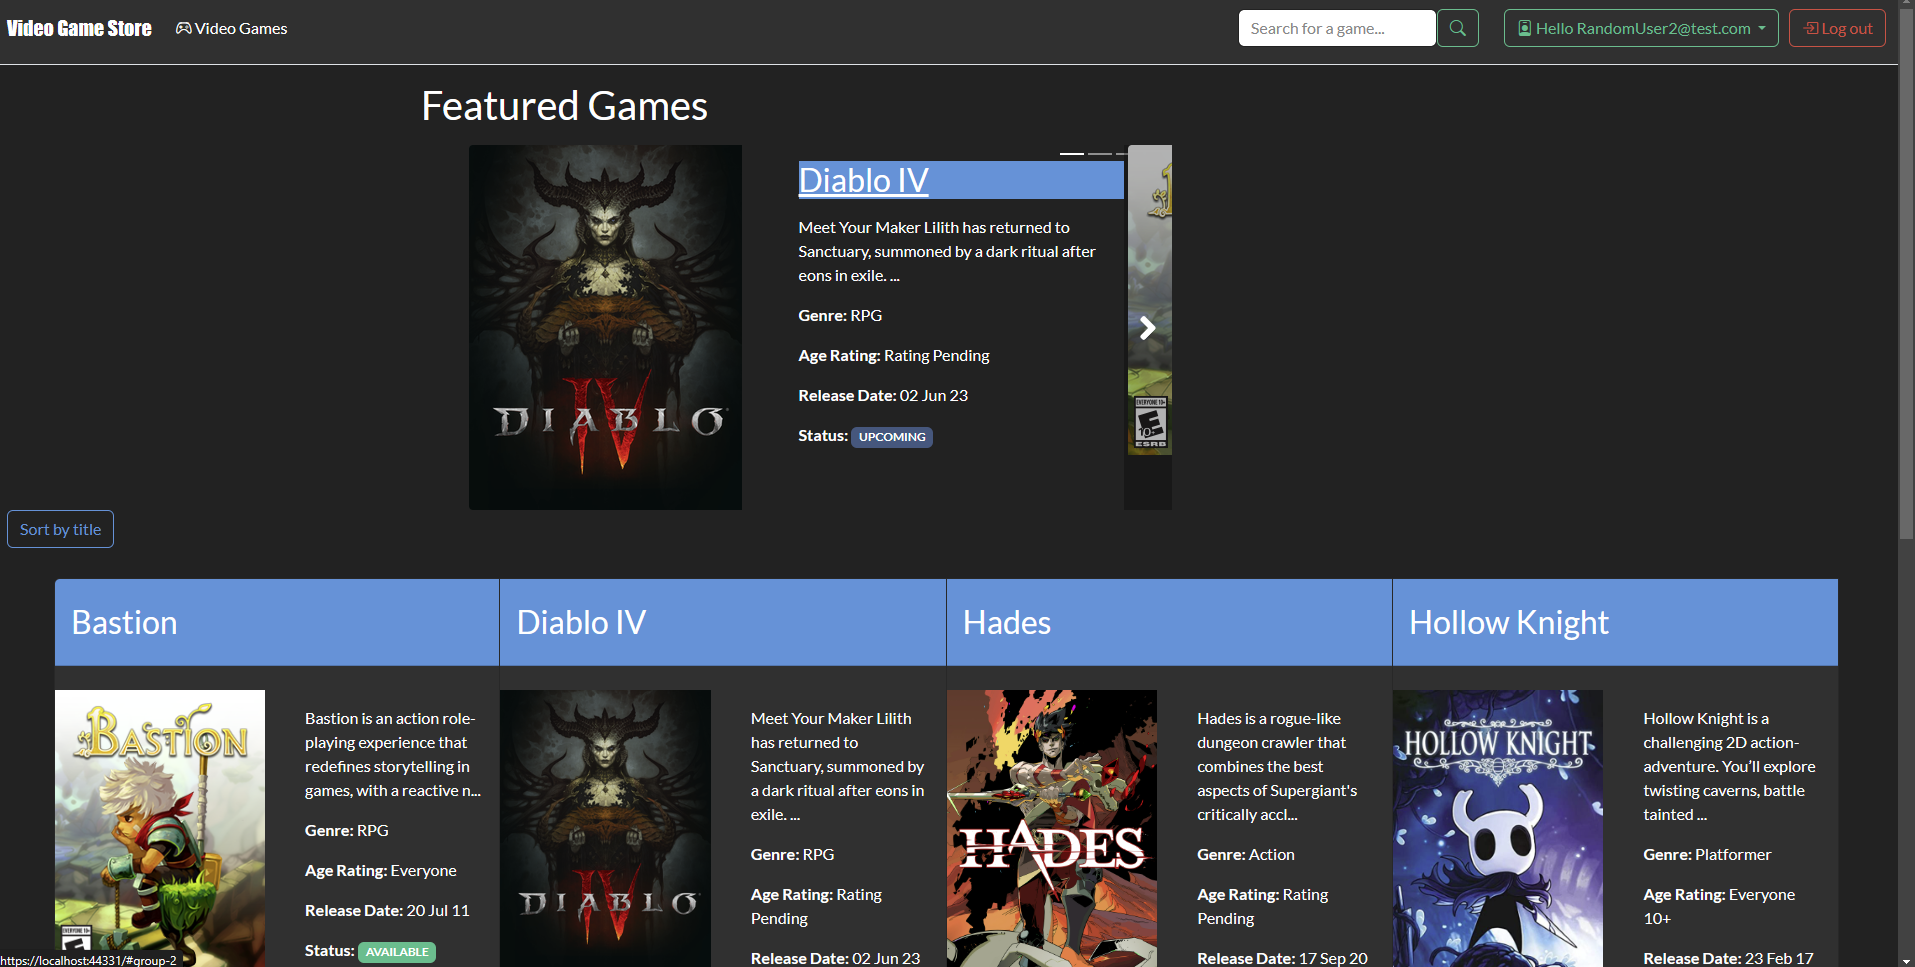 Video Game Store
Video Games
Search for a game...
Hello RandomUser2@test.com
Log out
Featured Games
Diablo IV
Meet Your Maker Lilith has returned to
Sanctuary, summoned by a dark ritual after
eons in exile. ...
Genre: RPG
Age Rating: Rating Pending
Release Date: 02 Jun 23
Status: UPCOMING
DIABLO
IV
EVERYONE 10+
E
10+
ESRB
Sort by title
Bastion
Diablo IV
Hades
Hollow Knight
BASTION
Bastion is an action role-
playing experience that
redefines storytelling in
games, with a reactive n...
Genre: RPG
Age Rating: Everyone
Release Date: 20 Jul 11
Status: AVAILABLE
EVERYONE 10+
DIABLO
IV
Meet Your Maker Lilith
has returned to
Sanctuary, summoned by
a dark ritual after eons in
exile. ...
Genre: RPG
Age Rating: Rating
Pending
Release Date: 02 Jun 23
HADES
Hades is a rogue-like
dungeon crawler that
combines the best
aspects of Supergiant's
critically accl...
Genre: Action
Age Rating: Rating
Pending
Release Date: 17 Sep 20
HOLLOW KNIGHT
Hollow Knight is a
challenging 2D action-
adventure. You’ll explore
twisting caverns, battle
tainted ...
Genre: Platformer
Age Rating: Everyone
10+
Release Date: 23 Feb 17
https://localhost:44331/#group-2